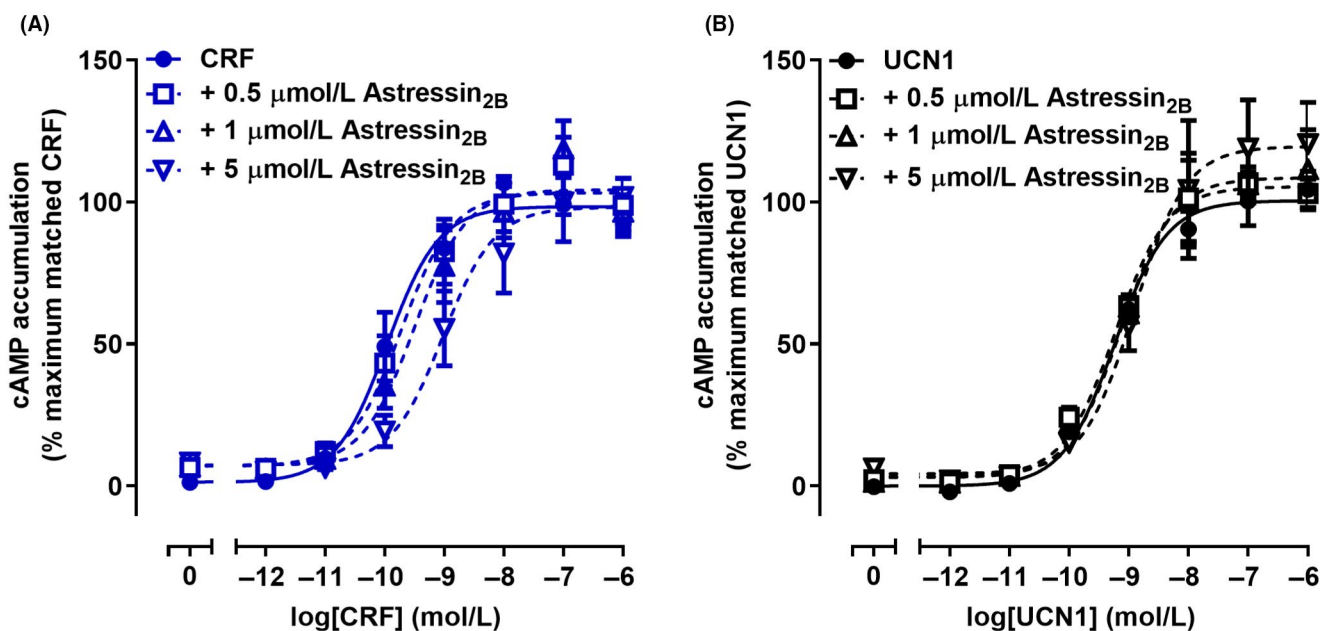 (A)
150
CRF
+ 0.5 μmol/L Astressin2B
+ 1 μmol/L Astressin2B
+ 5 μmol/L Astressin2B
100
50
0
cAMP accumulation
(% maximum matched CRF)
0 –12 –11 –10 –9 –8 –7 –6
log[CRF] (mol/L)
(B)
150
UCN1
+ 0.5 μmol/L Astressin2B
+ 1 μmol/L Astressin2B
+ 5 μmol/L Astressin2B
100
50
0
cAMP accumulation
(% maximum matched UCN1)
0 –12 –11 –10 –9 –8 –7 –6
log[UCN1] (mol/L)